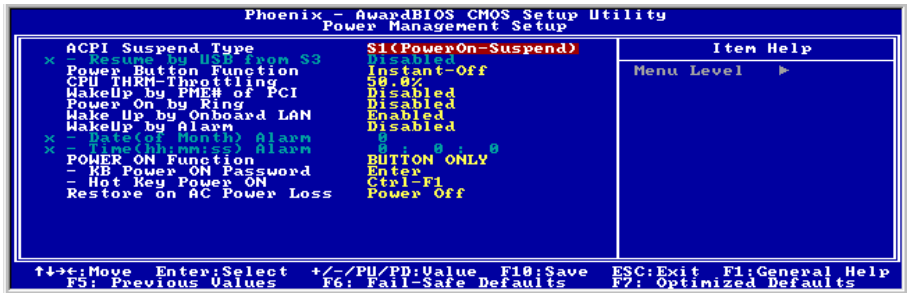 Phoenix - AwardBIOS CMOS Setup Utility
Power Management Setup
ACPI Suspend Type S1(PowerOn-Suspend) Item Help
x - Resume by USB from S3 Disabled
Power Button Function Instant-Off Menu Level ►
CPU THRM-Throttling 50.0%
WakeUp by PME# of PCI Disabled
Power On by Ring Disabled
Wake Up by Onboard LAN Enabled
WakeUp by Alarm Disabled
x - Date(of Month) Alarm 0
x - Time(hh:mm:ss) Alarm 0 : 0 : 0
POWER ON Function BUTTON ONLY
- KB Power ON Password Enter
- Hot Key Power ON Ctrl-F1
Restore on AC Power Loss Power Off
↑↓→←:Move Enter:Select +/-/PU/PD:Value F10:Save ESC:Exit F1:General Help
F5: Previous Values F6: Fail-Safe Defaults F7: Optimized Defaults